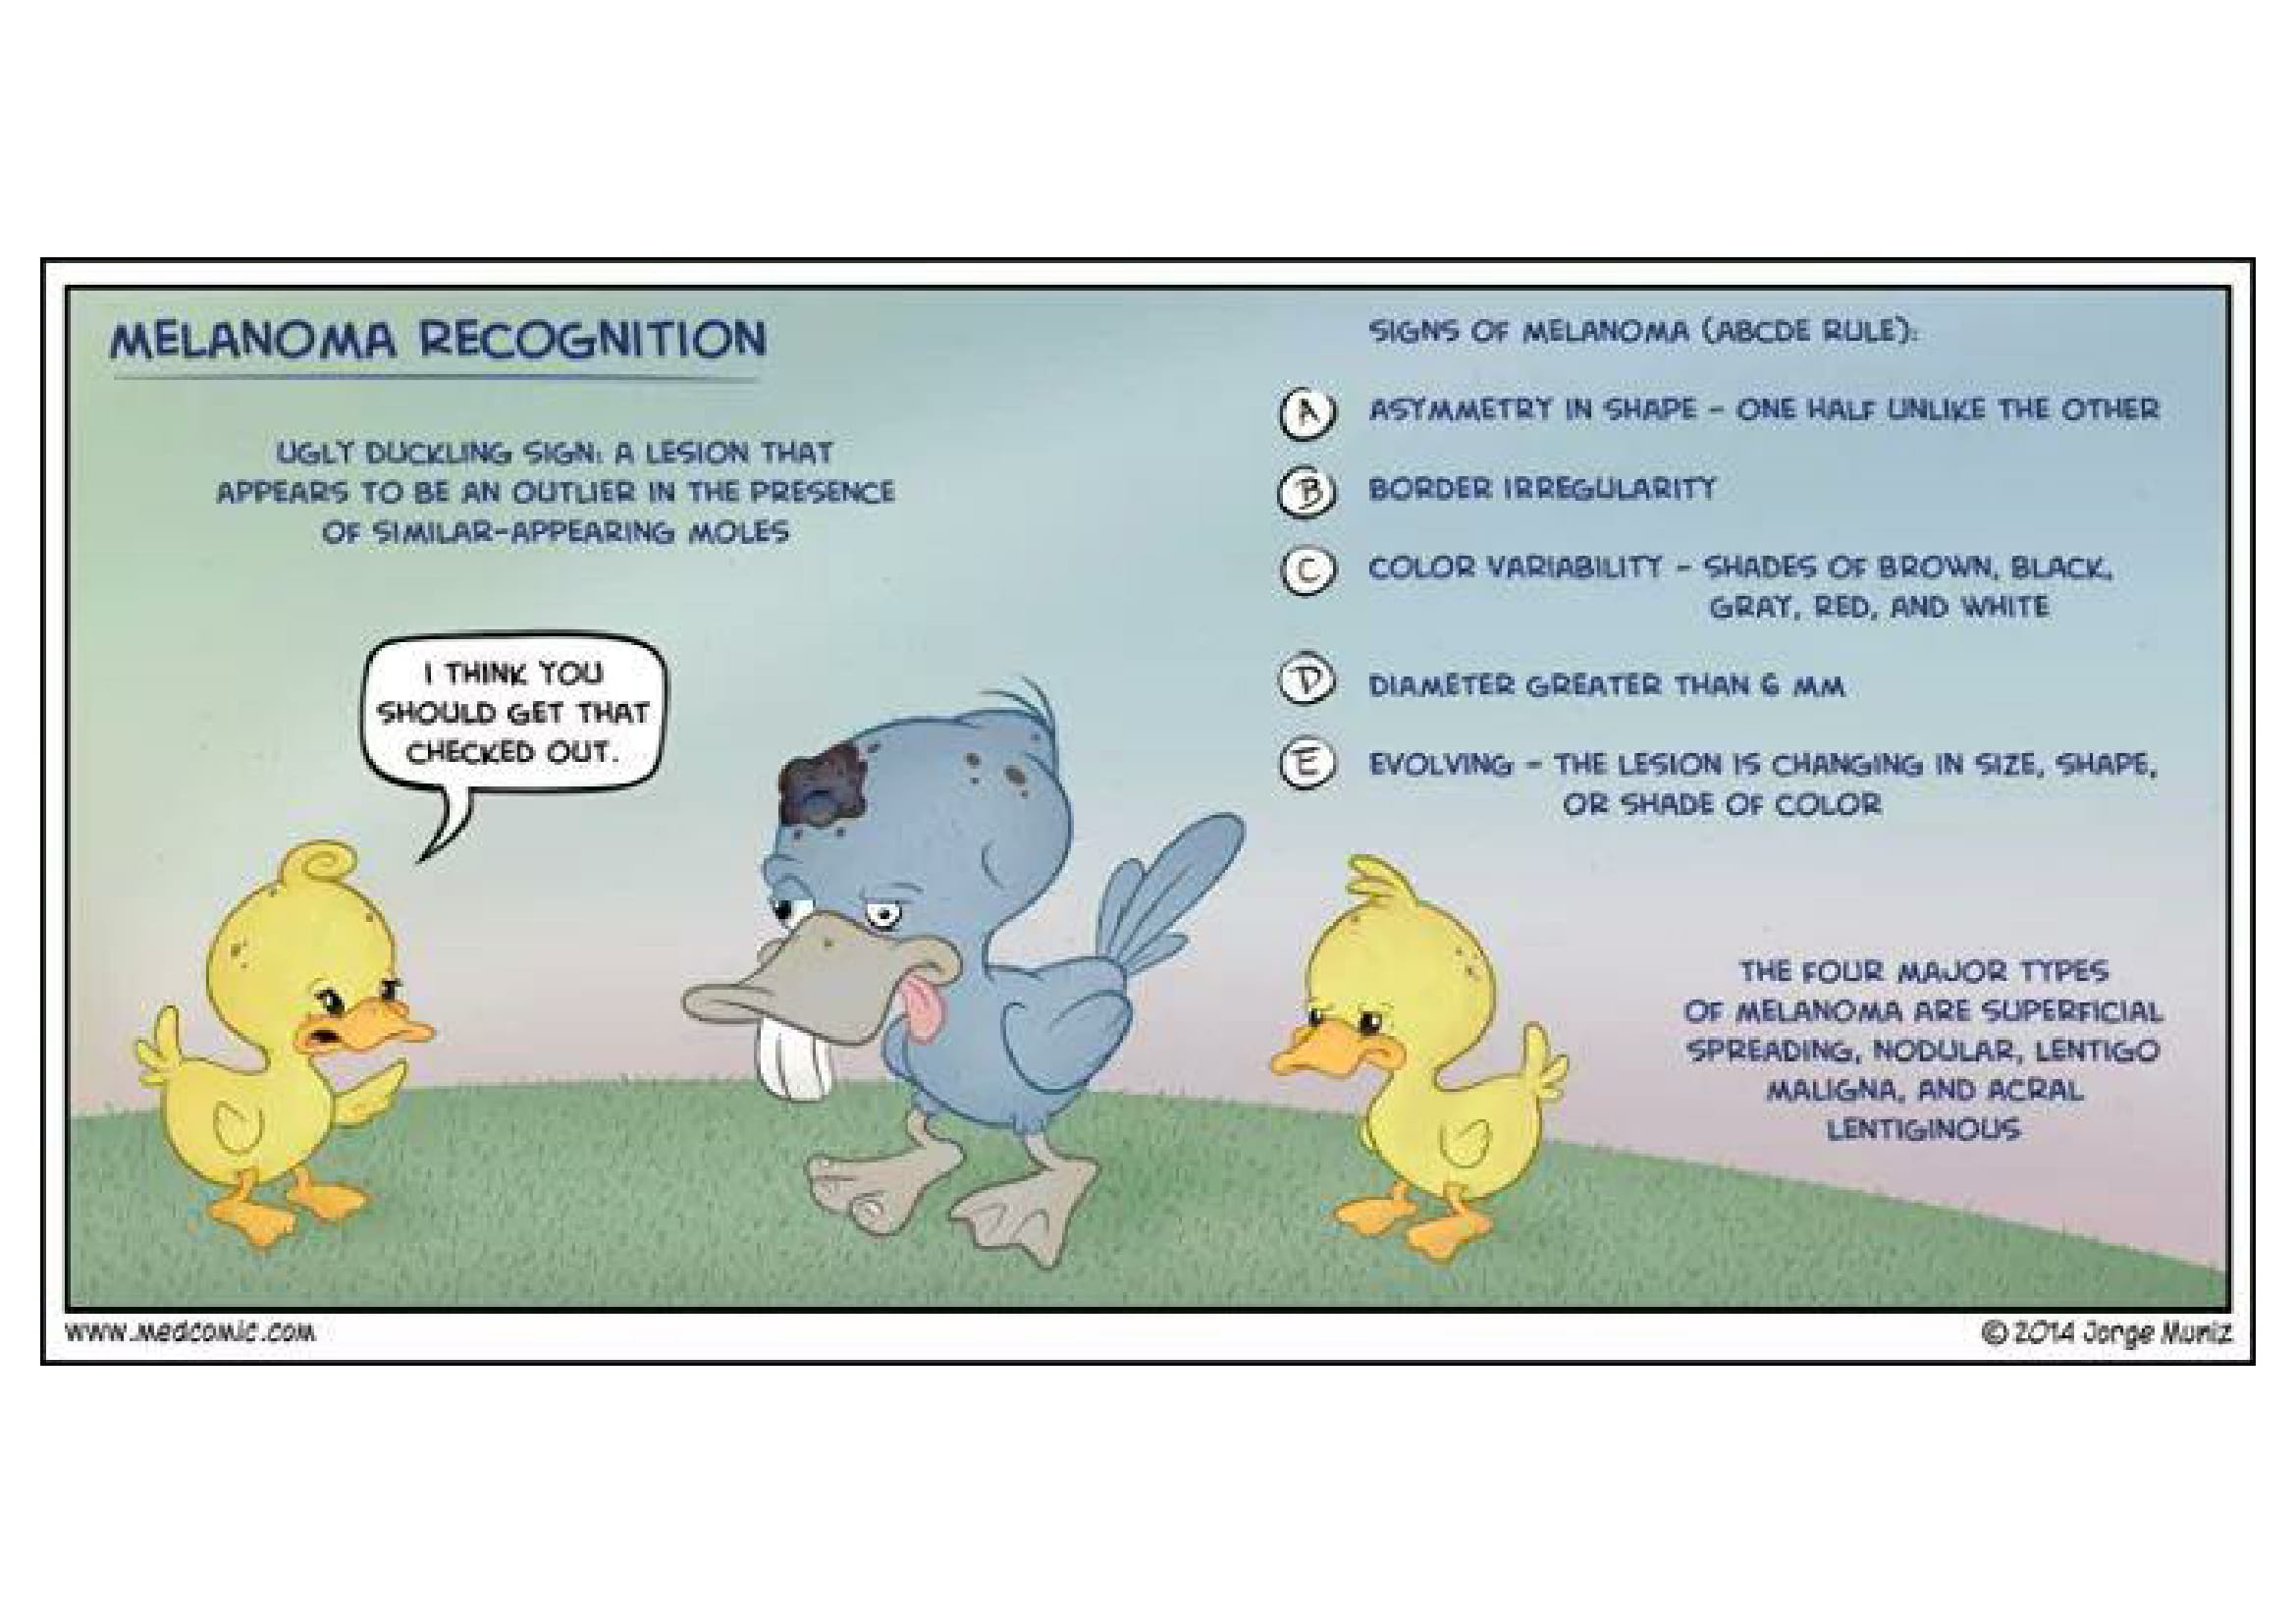 MELANOMA RECOGNITION
UGLY DUCKLING SIGN: A LESION THAT
APPEARS TO BE AN OUTLIER IN THE PRESENCE
OF SIMILAR-APPEARING MOLES
I THINK YOU
SHOULD GET THAT
CHECKED OUT.
SIGNS OF MELANOMA (ABCDE RULE):
A ASYMMETRY IN SHAPE - ONE HALF UNLIKE THE OTHER
B BORDER IRREGULARITY
C COLOR VARIABILITY - SHADES OF BROWN, BLACK,
GRAY, RED, AND WHITE
D DIAMETER GREATER THAN 6 MM
E EVOLVING - THE LESION IS CHANGING IN SIZE, SHAPE,
OR SHADE OF COLOR
THE FOUR MAJOR TYPES
OF MELANOMA ARE SUPERFICIAL
SPREADING, NODULAR, LENTIGO
MALIGNA, AND ACRAL
LENTIGINOUS
www.medcomic.com
© 2014 Jorge Muniz